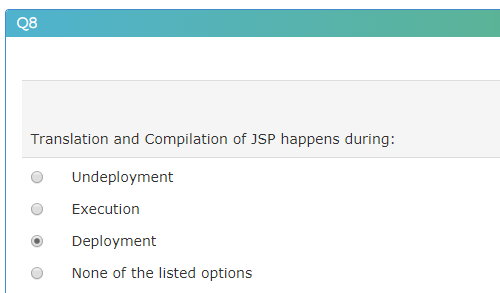 Q8
Translation and Compilation of JSP happens during:
Undeployment
Execution
Deployment
None of the listed options